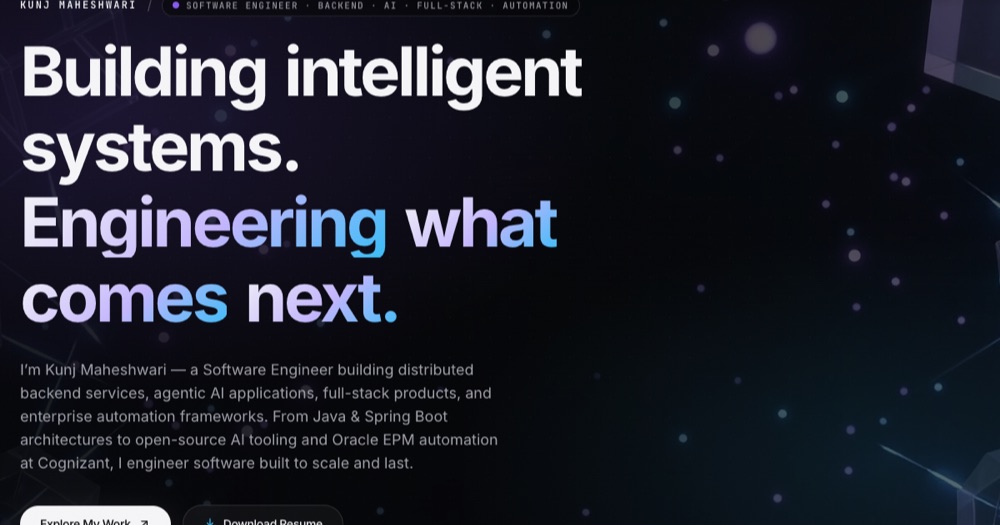 KUNJ MAHESHWARI / SOFTWARE ENGINEER · BACKEND · AI · FULL-STACK · AUTOMATION
Building intelligent
systems.
Engineering what
comes next.
I’m Kunj Maheshwari — a Software Engineer building distributed
backend services, agentic AI applications, full-stack products, and
enterprise automation frameworks. From Java & Spring Boot
architectures to open-source AI tooling and Oracle EPM automation
at Cognizant, I engineer software built to scale and last.
Explore My Work ↗ Download Resume